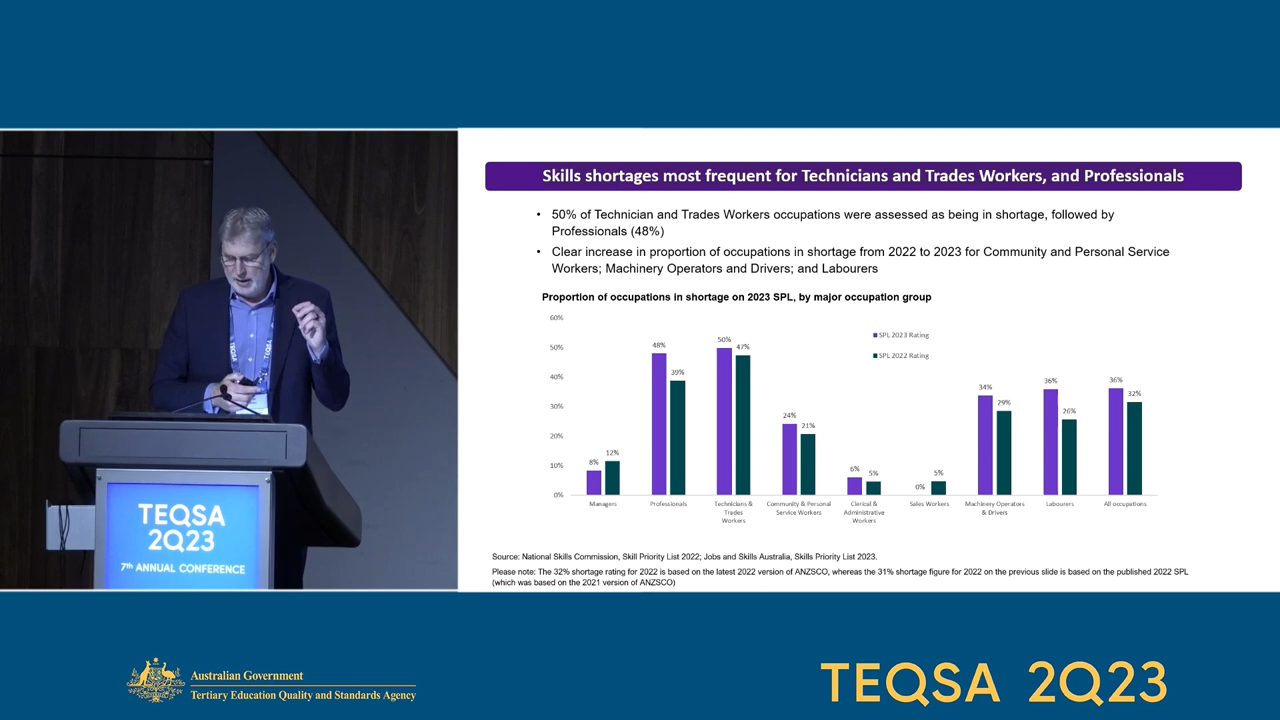 Skills shortages most frequent for Technicians and Trades Workers, and Professionals
• 50% of Technician and Trades Workers occupations were assessed as being in shortage, followed by
Professionals (48%)
• Clear increase in proportion of occupations in shortage from 2022 to 2023 for Community and Personal Service
Workers; Machinery Operators and Drivers; and Labourers
Proportion of occupations in shortage on 2023 SPL, by major occupation group
60%
50%
40%
30%
20%
10%
0%
SPL 2023 Rating
SPL 2022 Rating
8% 12%
48% 39%
50% 47%
24% 21%
6% 5%
0% 5%
34% 29%
36% 26%
36% 32%
Managers
Professionals
Technicians &
Trades
Workers
Community & Personal
Service Workers
Clerical &
Administrative
Workers
Sales Workers
Machinery Operators
& Drivers
Labourers
All occupations
Source: National Skills Commission, Skill Priority List 2022; Jobs and Skills Australia, Skills Priority List 2023.
Please note: The 32% shortage rating for 2022 is based on the latest 2022 version of ANZSCO, whereas the 31% shortage figure for 2022 on the previous slide is based on the published 2022 SPL
(which was based on the 2021 version of ANZSCO)
TEQSA
TEQSA
TEQSA
2Q23
7th ANNUAL CONFERENCE
Australian Government
Tertiary Education Quality and Standards Agency
TEQSA 2Q23